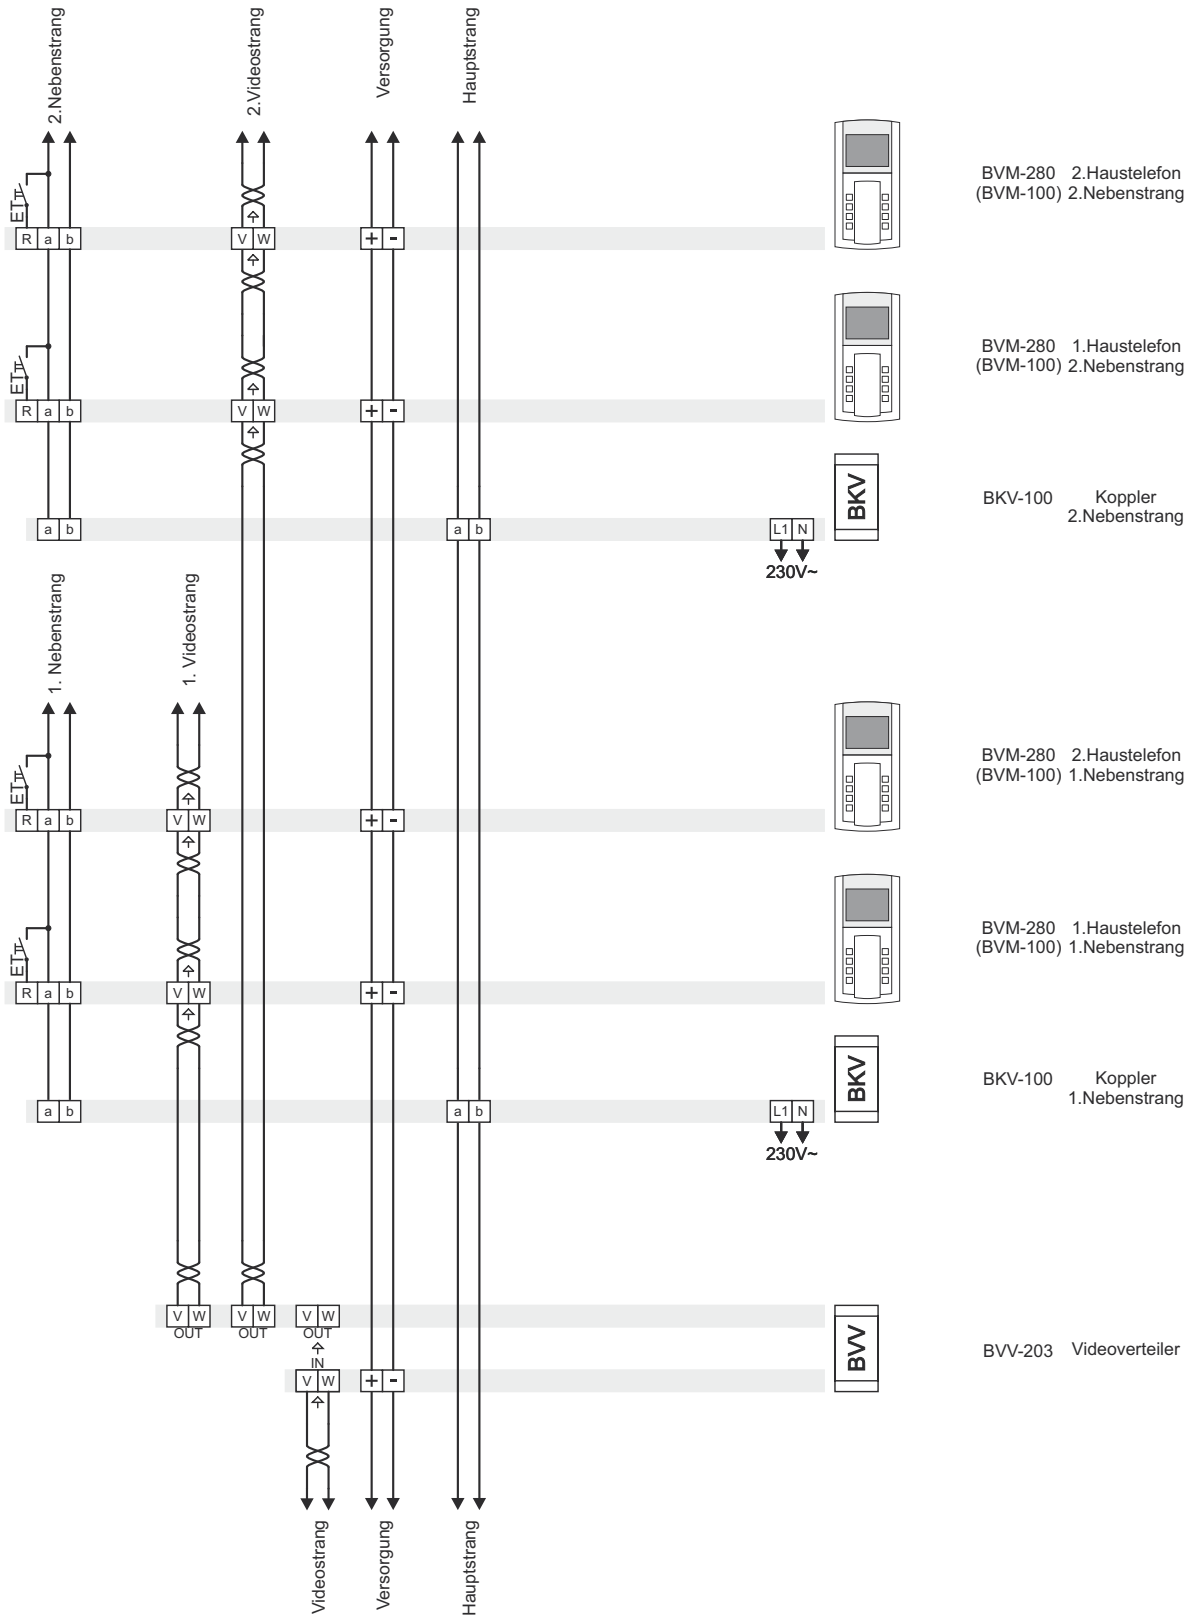 2.Nebenstrang
2.Videostrang
Versorgung
Hauptstrang
ET
R a b
V W
+ -
BVM-280 2.Haustelefon
(BVM-100) 2.Nebenstrang
ET
R a b
V W
+ -
BVM-280 1.Haustelefon
(BVM-100) 2.Nebenstrang
a b
a b
L1 N
230V~
BKV
BKV-100 Koppler
2.Nebenstrang
1. Nebenstrang
1. Videostrang
ET
R a b
V W
+ -
BVM-280 2.Haustelefon
(BVM-100) 1.Nebenstrang
ET
R a b
V W
+ -
BVM-280 1.Haustelefon
(BVM-100) 1.Nebenstrang
a b
a b
L1 N
230V~
BKV
BKV-100 Koppler
1.Nebenstrang
V W
OUT
V W
OUT
V W
OUT
IN
V W
+ -
BVV
BVV-203 Videoverteiler
Videostrang
Versorgung
Hauptstrang